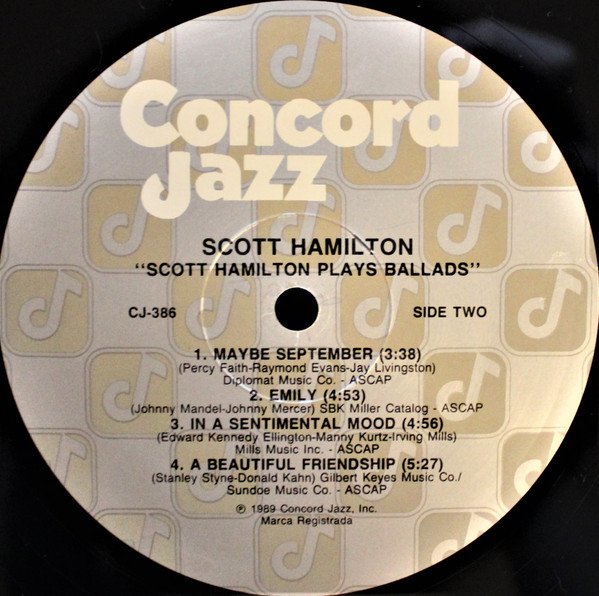 Concord
Jazz
SCOTT HAMILTON
"SCOTT HAMILTON PLAYS BALLADS"
CJ-386 SIDE TWO
1. MAYBE SEPTEMBER (3:38)
(Percy Faith-Raymond Evans-Jay Livingston)
Diplomat Music Co. - ASCAP
2. EMILY (4:53)
(Johnny Mandel-Johnny Mercer) SBK Miller Catalog - ASCAP
3. IN A SENTIMENTAL MOOD (4:56)
(Edward Kennedy Ellington-Manny Kurtz-Irving Mills)
Mills Music Inc. - ASCAP
4. A BEAUTIFUL FRIENDSHIP (5:27)
(Stanley Styne-Donald Kahn) Gilbert Keyes Music Co./
Sundoe Music Co. - ASCAP
℗ 1989 Concord Jazz, Inc.
Marca Registrada